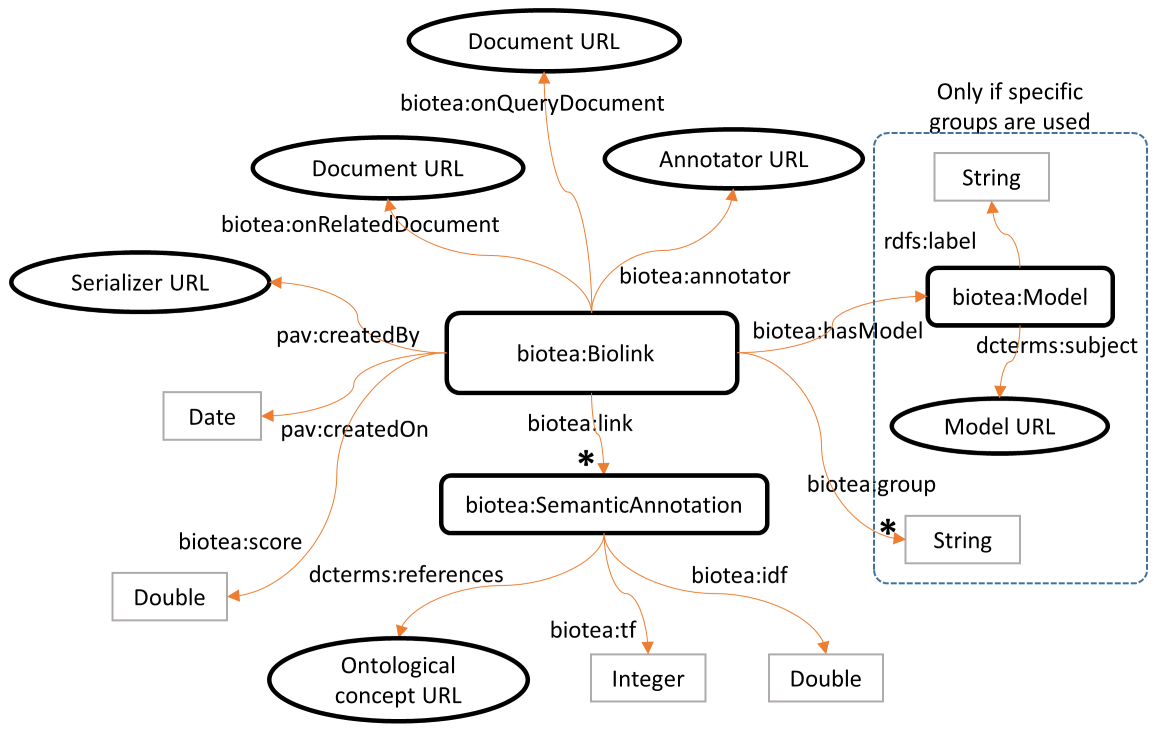 Document URL
biotea:onQueryDocument
Only if specific
groups are used
Document URL
Annotator URL
String
biotea:onRelatedDocument
rdfs:label
Serializer URL
biotea:annotator
biotea:Model
pav:createdBy
biotea:Biolink
biotea:hasModel
dcterms:subject
Date
pav:createdOn
biotea:link
Model URL
*
biotea:SemanticAnnotation
biotea:group
*
String
biotea:score
Double
dcterms:references
biotea:idf
biotea:tf
Ontological
concept URL
Integer
Double